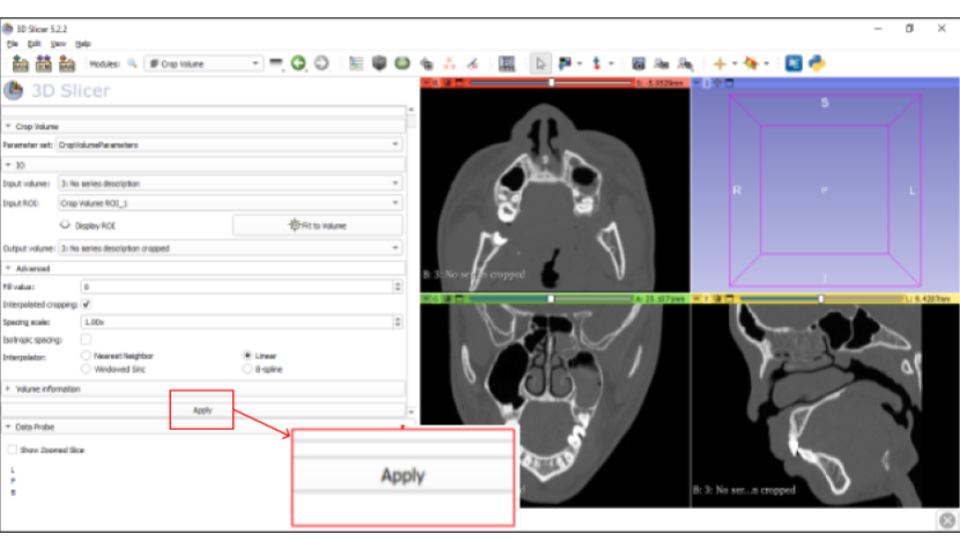 3D Slicer 5.2.2
File Edit View Help
Modules: Crop Volume
3D Slicer
Crop Volume
Parameter set: CropVolumeParameters
IO
Input volume: 3: No series description
Input ROI: Crop Volume ROI_1
Display ROI Fit to Volume
Output volume: 3: No series description cropped
Advanced
Fill value: 0
Interpolated cropping:
Spacing scale: 1.00x
Isotropic spacing:
Interpolator: Nearest Neighbor Linear
Windowed Sinc B-spline
Volume information
Apply
Data Probe
Show Zoomed Slice
L
F
B
Apply
R S: -5.9529mm
B: 3: No ser...n cropped
1
S
R P L
I
G A: 25.107mm
Y L: 9.4287mm
B: 3: No ser...n cropped